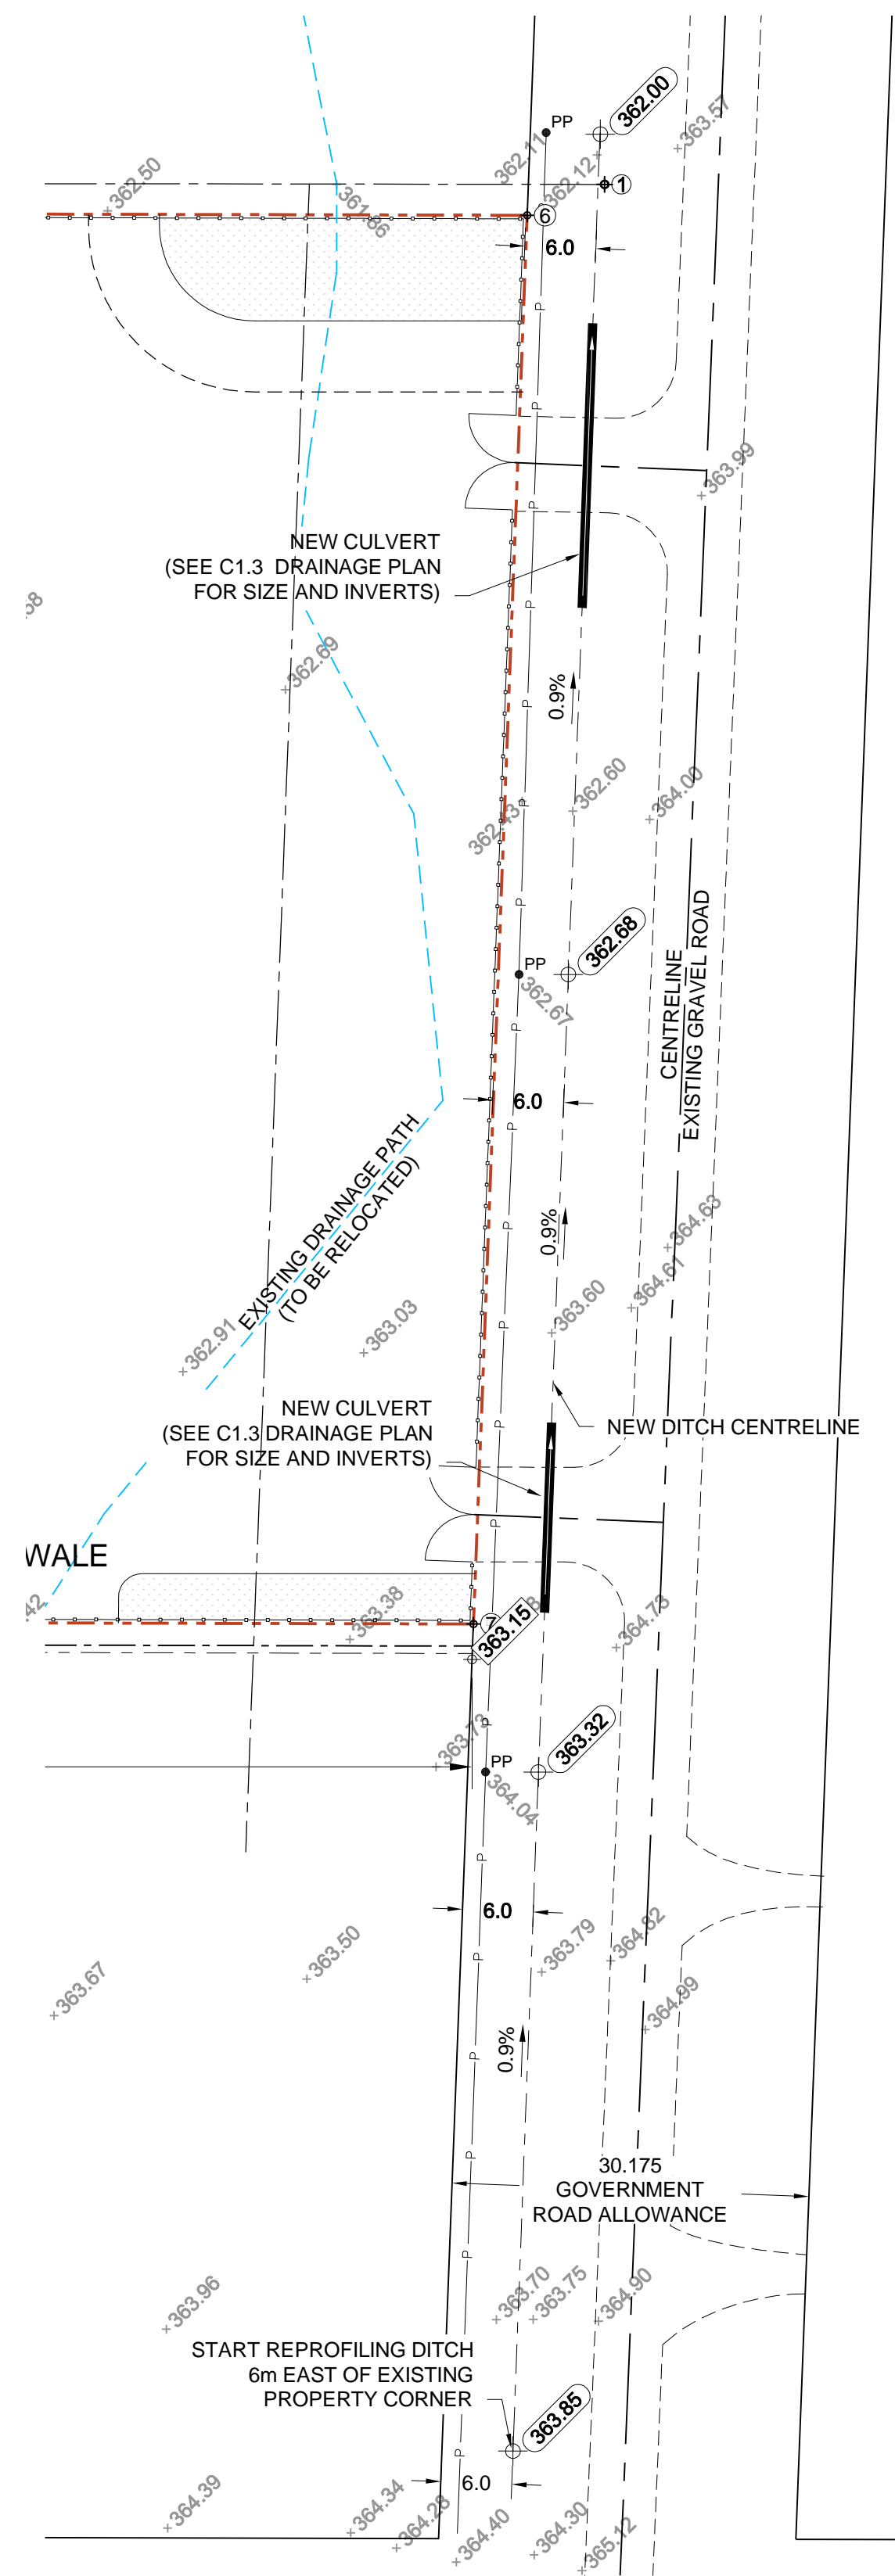 362.00
363.57
PP
362.11
362.12
362.50
361.86
1
6
6.0
P
P
363.99
P
NEW CULVERT
(SEE C1.3 DRAINAGE PLAN
FOR SIZE AND INVERTS)
P
P
362.69
0.9%
P
362.60
364.00
362.43
P
P
CENTRELINE
EXISTING GRAVEL ROAD
362.68
PP
362.67
P
6.0
P
EXISTING DRAINAGE PATH
(TO BE RELOCATED)
P
0.9%
364.63
364.61
363.60
363.03
362.91
P
NEW CULVERT
(SEE C1.3 DRAINAGE PLAN
FOR SIZE AND INVERTS)
P
NEW DITCH CENTRELINE
P
WALE
363.38
7
363.15
364.73
P
363.73
363.32
PP
364.04
P
6.0
363.79
364.82
363.50
363.67
P
364.99
0.9%
P
P
30.175
GOVERNMENT
ROAD ALLOWANCE
P
363.96
363.70
363.75
364.90
START REPROFILING DITCH
6m EAST OF EXISTING
PROPERTY CORNER
363.85
P
6.0
364.39
364.34
364.28
364.40
364.30
365.12